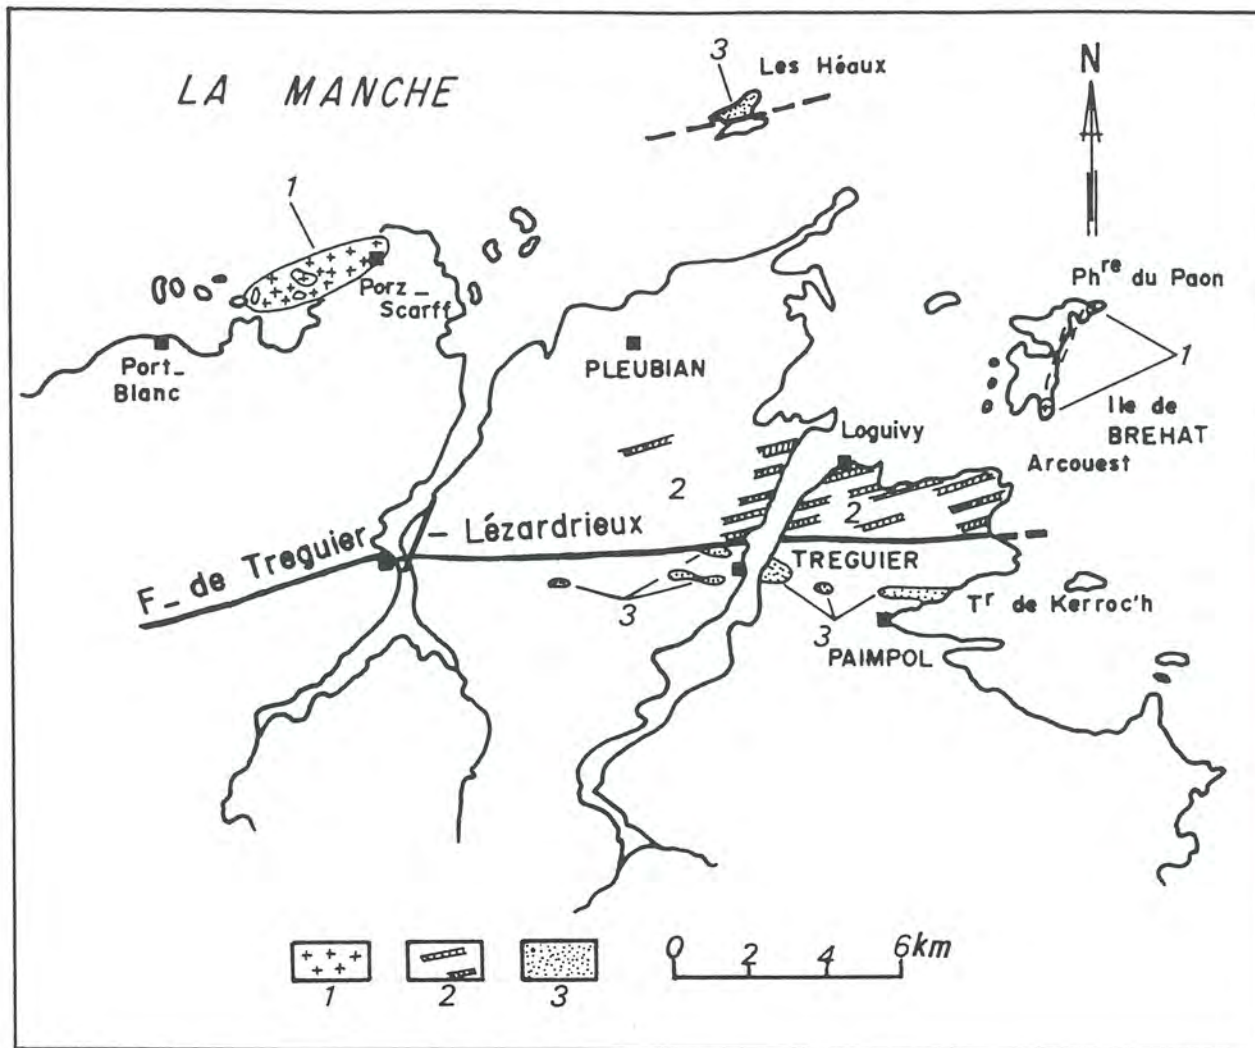 3
Les Héaux
N
LA MANCHE
1
Ph^re du Paon
Porz_
Scarff
1
Port_
Blanc
PLEUBIAN
Ile de
BREHAT
Loguivy
Arcouest
2
2
F_ de Treguier _ Lézardrieux
TREGUIER
3
3
T^r de Kerroc'h
PAIMPOL
0 2 4 6km
1 2 3